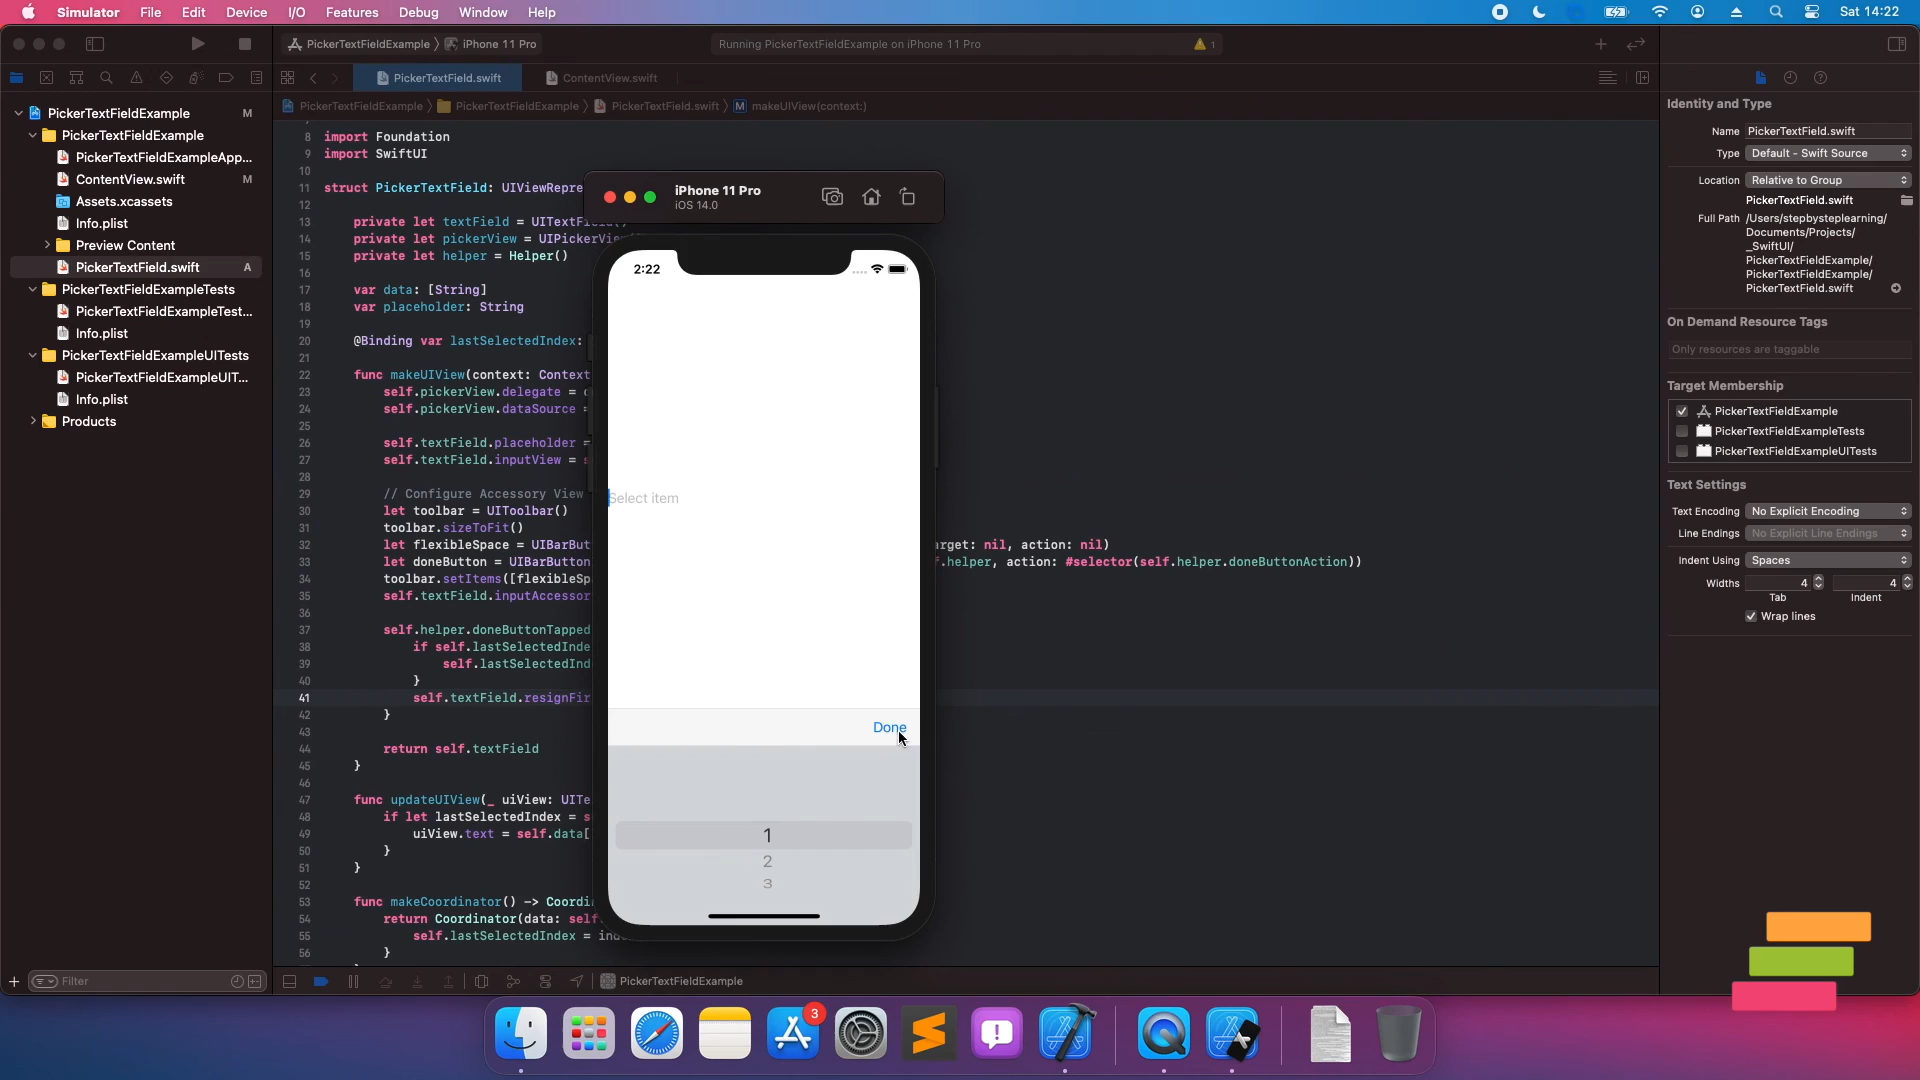 Simulator File Edit Device I/O Features Debug Window Help Sat 14:22
PickerTextFieldExample 〉 iPhone 11 Pro
Running PickerTextFieldExample on iPhone 11 Pro 1
PickerTextField.swift
ContentView.swift
PickerTextFieldExample 〉 PickerTextFieldExample 〉 PickerTextField.swift 〉 M makeUIView(context:)
PickerTextFieldExample M
PickerTextFieldExample
PickerTextFieldExampleApp...
ContentView.swift M
Assets.xcassets
Info.plist
Preview Content
PickerTextField.swift A
PickerTextFieldExampleTests
PickerTextFieldExampleTest...
Info.plist
PickerTextFieldExampleUITests
PickerTextFieldExampleUIT...
Info.plist
Products
Filter
8 import Foundation
9 import SwiftUI
10
11 struct PickerTextField: UIViewRepre
12
13 private let textField = UITextField()
14 private let pickerView = UIPickerVie
15 private let helper = Helper()
16
17 var data: [String]
18 var placeholder: String
19
20 @Binding var lastSelectedIndex:
21
22 func makeUIView(context: Context
23 self.pickerView.delegate = c
24 self.pickerView.dataSource =
25
26 self.textField.placeholder =
27 self.textField.inputView = s
28
29 // Configure Accessory View
30 let toolbar = UIToolbar()
31 toolbar.sizeToFit()
32 let flexibleSpace = UIBarBut arget: nil, action: nil)
33 let doneButton = UIBarButton f.helper, action: #selector(self.helper.doneButtonAction))
34 toolbar.setItems([flexibleSp
35 self.textField.inputAccessor
36
37 self.helper.doneButtonTapped
38 if self.lastSelectedInde
39 self.lastSelectedInd
40 }
41 self.textField.resignFir
42 }
43
44 return self.textField
45 }
46
47 func updateUIView(_ uiView: UITe
48 if let lastSelectedIndex = s
49 uiView.text = self.data[
50 }
51 }
52
53 func makeCoordinator() -> Coordi
54 return Coordinator(data: self
55 self.lastSelectedIndex = ind
56 }
PickerTextFieldExample
iPhone 11 Pro
iOS 14.0
2:22
Select item
Done
1
2
3
Identity and Type
Name PickerTextField.swift
Type Default - Swift Source
Location Relative to Group
PickerTextField.swift
Full Path /Users/stepbysteplearning/
Documents/Projects/
_SwiftUI/
PickerTextFieldExample/
PickerTextFieldExample/
PickerTextField.swift
On Demand Resource Tags
Only resources are taggable
Target Membership
PickerTextFieldExample
PickerTextFieldExampleTests
PickerTextFieldExampleUITests
Text Settings
Text Encoding No Explicit Encoding
Line Endings No Explicit Line Endings
Indent Using Spaces
Widths 4 4
Tab Indent
Wrap lines
3